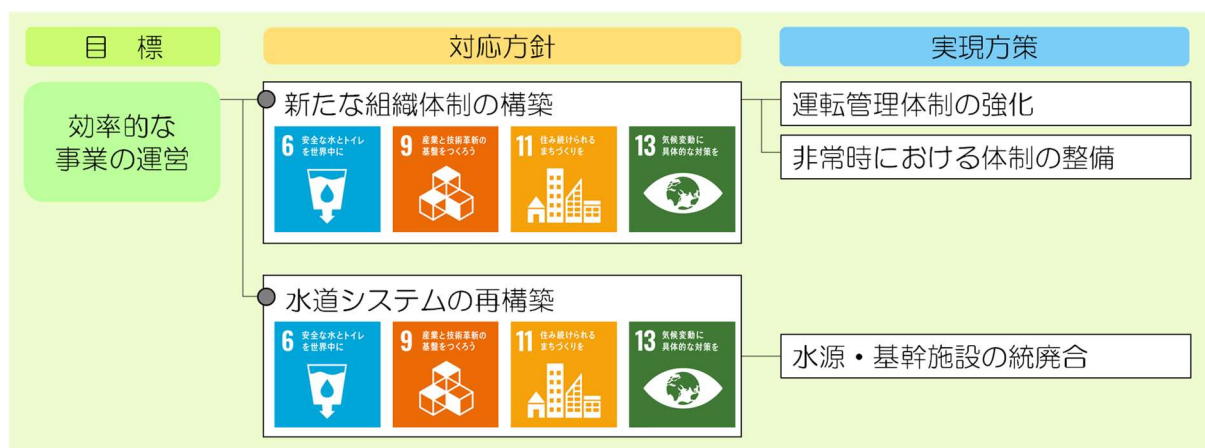 目 標
対応方針
実現方策
効率的な
事業の運営
新たな組織体制の構築
6 安全な水とトイレ
を世界中に
9 産業と技術革新の
基盤をつくろう
11 住み続けられる
まちづくりを
13 気候変動に
具体的な対策を
運転管理体制の強化
非常時における体制の整備
水道システムの再構築
6 安全な水とトイレ
を世界中に
9 産業と技術革新の
基盤をつくろう
11 住み続けられる
まちづくりを
13 気候変動に
具体的な対策を
水源・基幹施設の統廃合